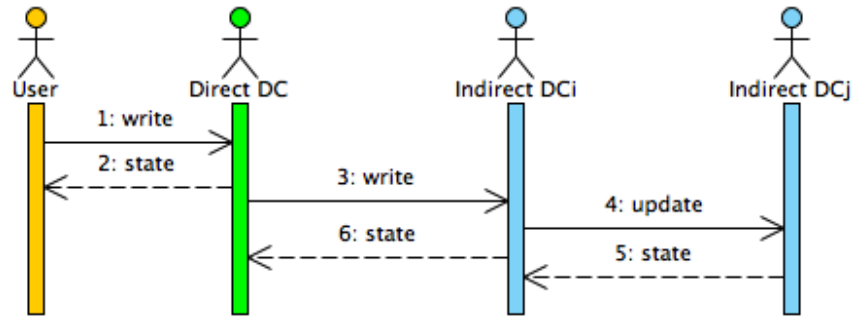 User Direct DC Indirect DCi Indirect DCj
1: write
2: state
3: write
4: update
6: state
5: state